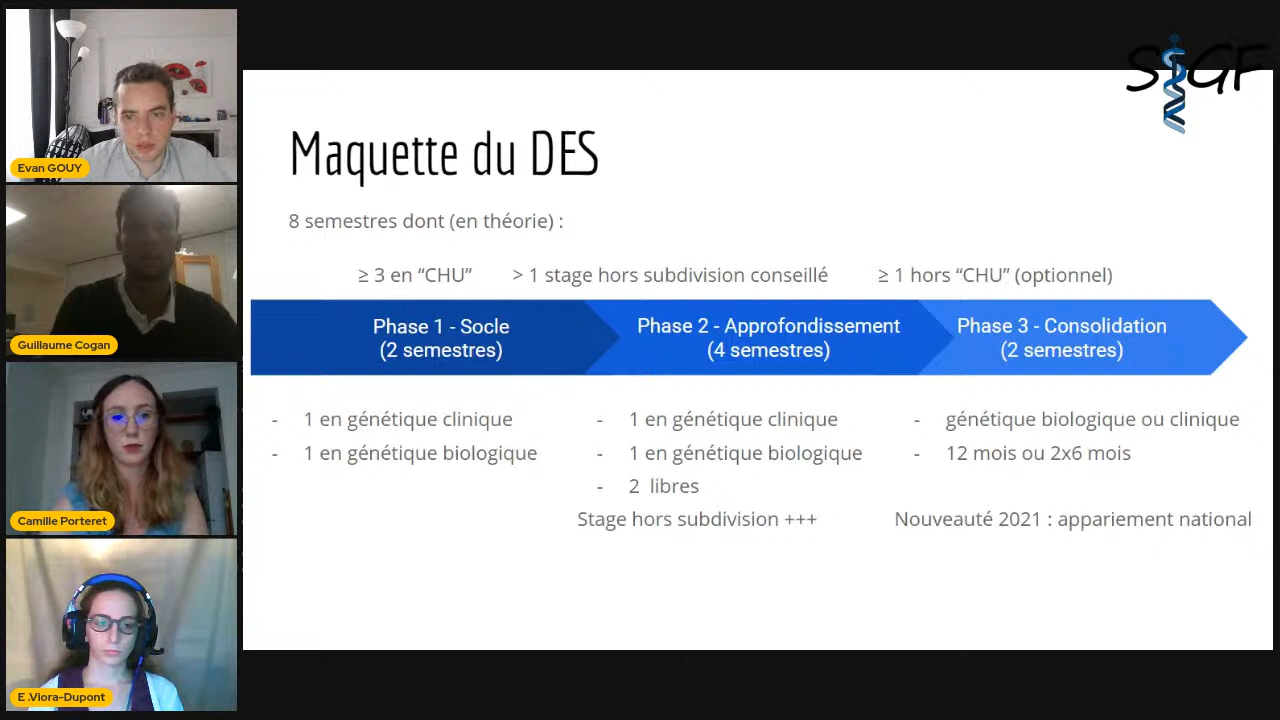 SIGF
Maquette du DES
8 semestres dont (en théorie) :
≥ 3 en “CHU”
> 1 stage hors subdivision conseillé
≥ 1 hors “CHU” (optionnel)
Phase 1 - Socle
(2 semestres)
Phase 2 - Approfondissement
(4 semestres)
Phase 3 - Consolidation
(2 semestres)
- 1 en génétique clinique
- 1 en génétique biologique
- 1 en génétique clinique
- 1 en génétique biologique
- 2 libres
Stage hors subdivision +++
- génétique biologique ou clinique
- 12 mois ou 2x6 mois
Nouveauté 2021 : appariement national
Evan GOUY
Guillaume Cogan
Camille Porteret
E .Viora-Dupont